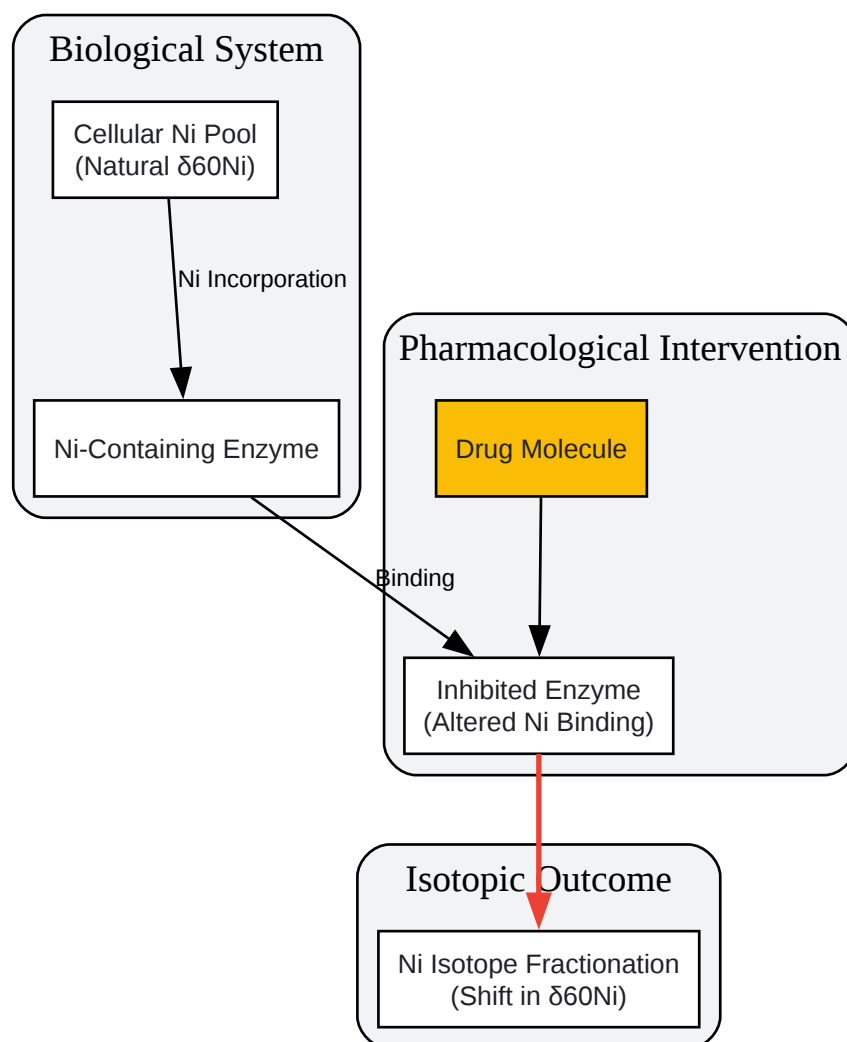 Biological System
Cellular Ni Pool
(Natural δ60Ni)
Ni Incorporation
Ni-Containing Enzyme
Pharmacological Intervention
Drug Molecule
Binding
Inhibited Enzyme
(Altered Ni Binding)
Isotopic Outcome
Ni Isotope Fractionation
(Shift in δ60Ni)